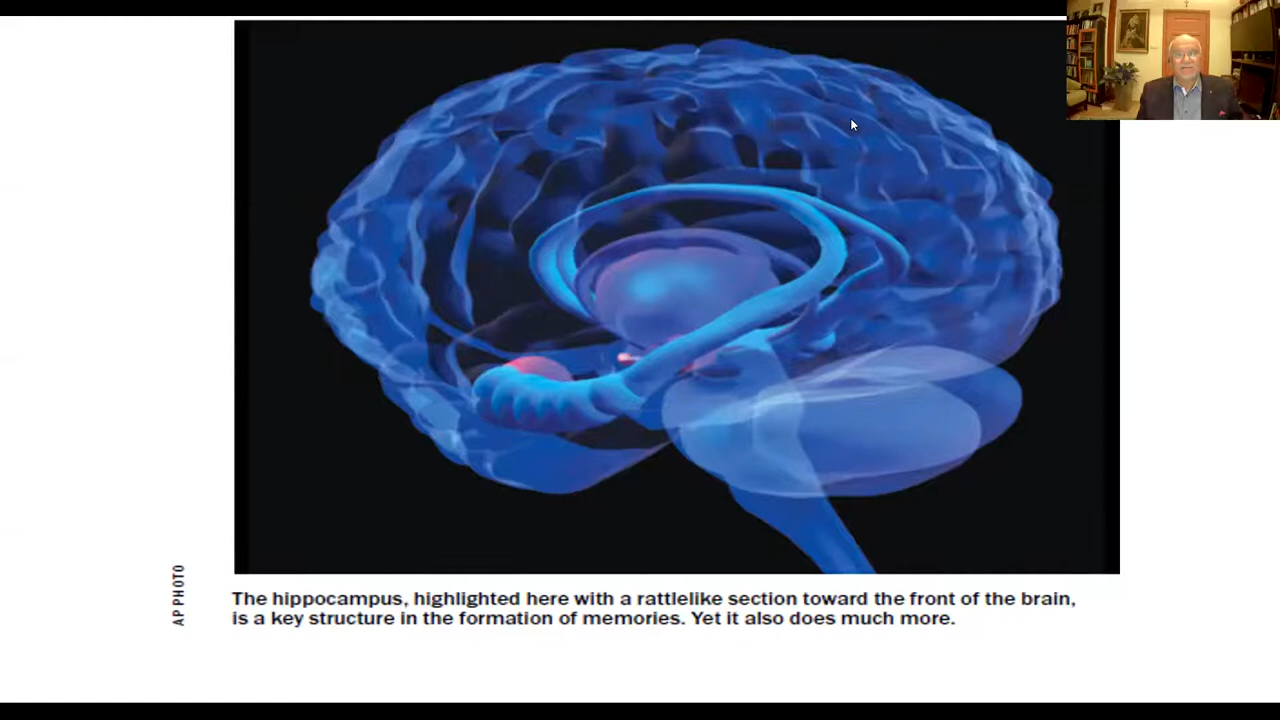 AP PHOTO
The hippocampus, highlighted here with a rattlelike section toward the front of the brain,
is a key structure in the formation of memories. Yet it also does much more.